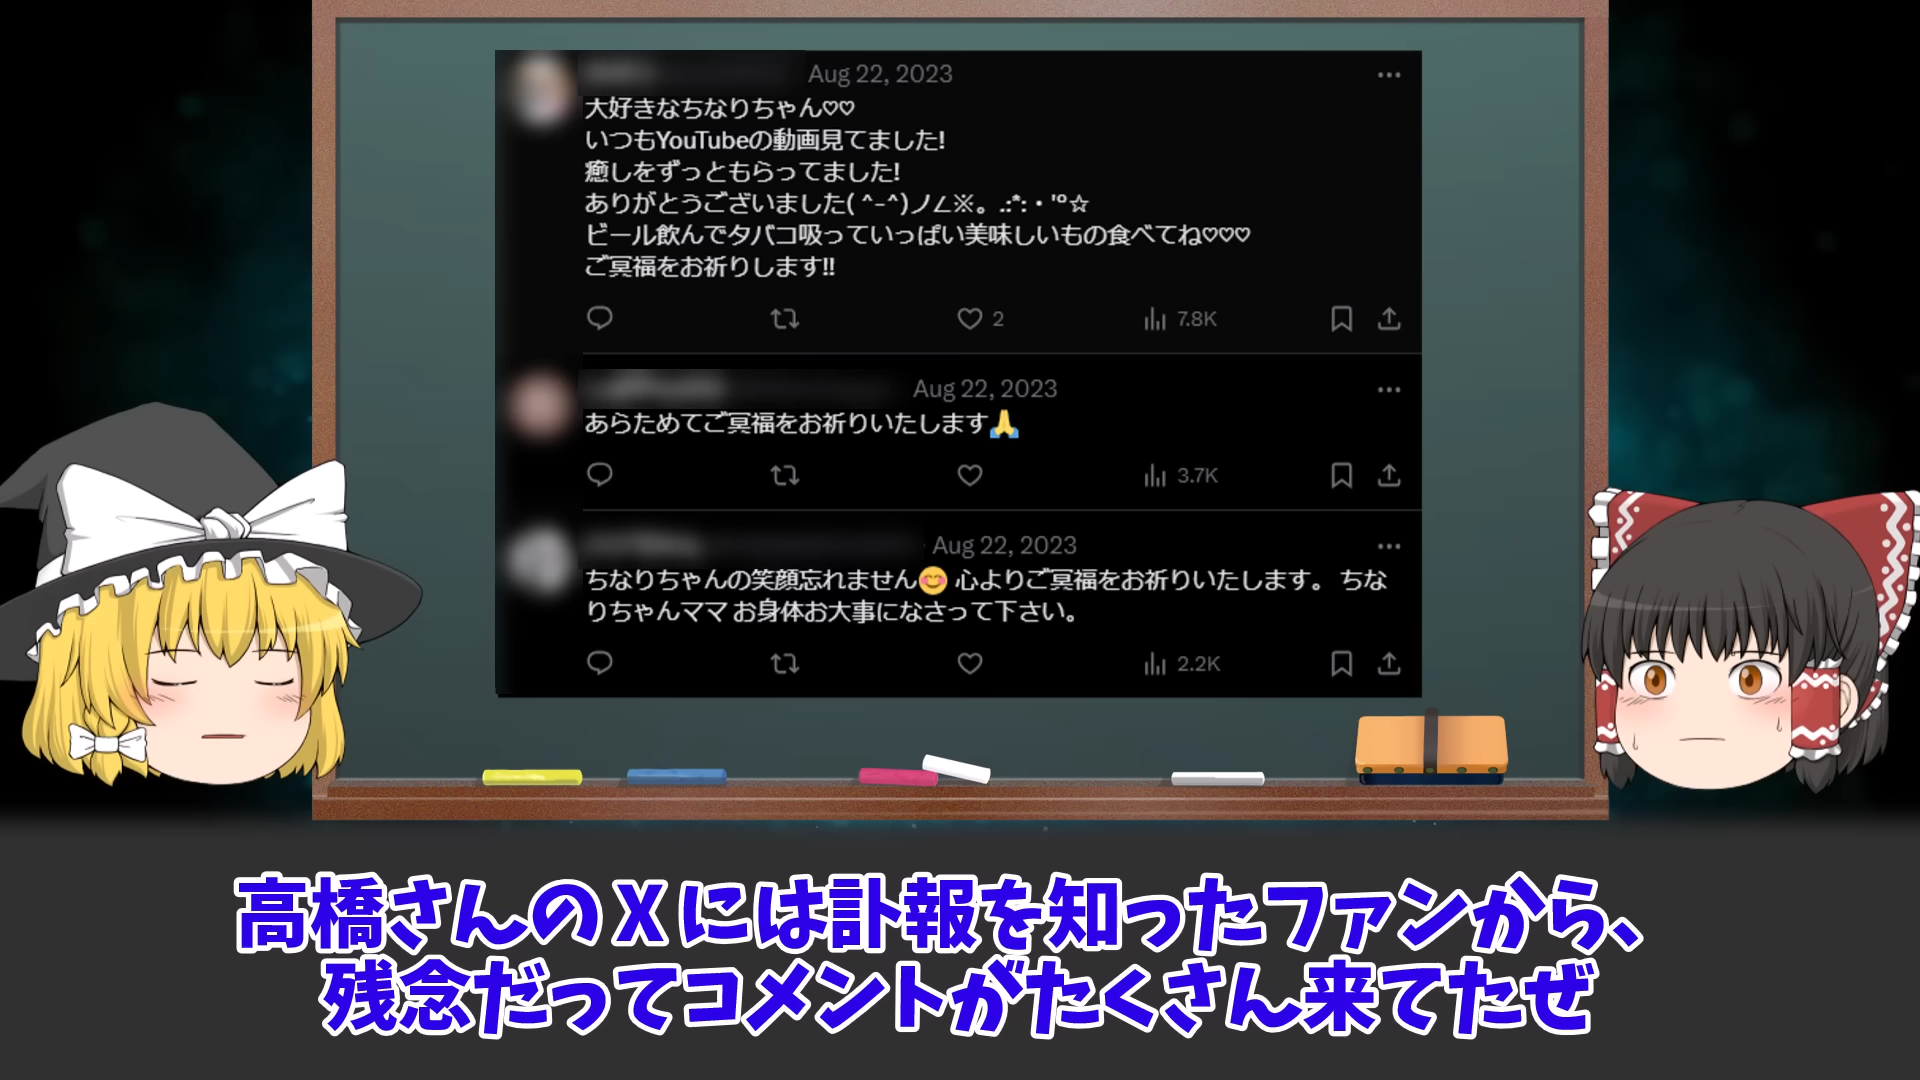 Aug 22, 2023
大好きなちなりちゃん♡♡
いつもYouTubeの動画見てました!
癒しをずっともらってました!
ありがとうございました( ^-^)ノ∠※。.:*:・'°☆
ビール飲んでタバコ吸っていっぱい美味しいもの食べてね♡♡♡
ご冥福をお祈りします!!
2 7.8K
Aug 22, 2023
あらためてご冥福をお祈りいたします🙏
3.7K
Aug 22, 2023
ちなりちゃんの笑顔忘れません😊 心よりご冥福をお祈りいたします。 ちな
りちゃんママ お身体お大事になさって下さい。
2.2K
高橋さんのXには訃報を知ったファンから、
残念だってコメントがたくさん来てたぜ